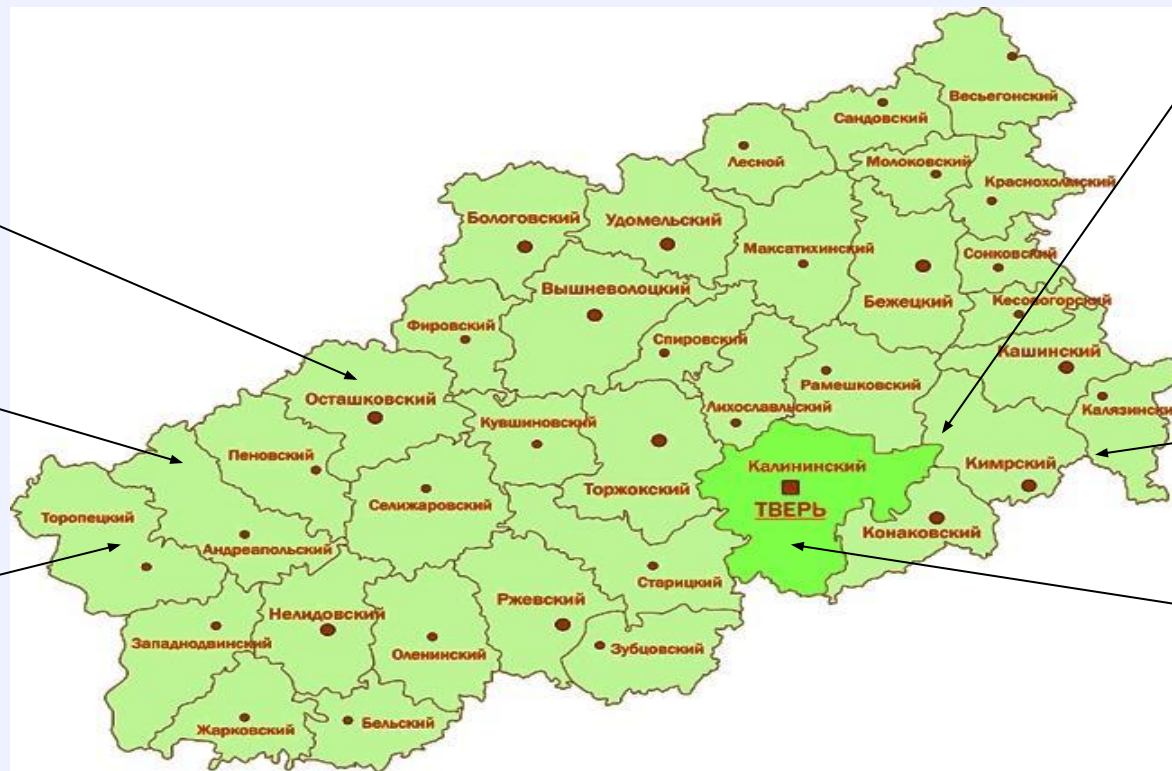 Весьегонский
Сандовский
Лесной
Молоковский
Краснохолмский
Бологовский
Удомельский
Максатихинский
Сонковский
Вышневолоцкий
Бежецкий
Кесовогорский
Фировский
Спировский
Кашинский
Рамешковский
Осташковский
Лихославльский
Калязинский
Кувшиновский
Пеновский
Калининский
Кимрский
Торжокский
Селижаровский
ТВЕРЬ
Торопецкий
Конаковский
Андреапольский
Старицкий
Ржевский
Нелидовский
Западнодвинский
Зубцовский
Оленинский
Бельский
Жарковский